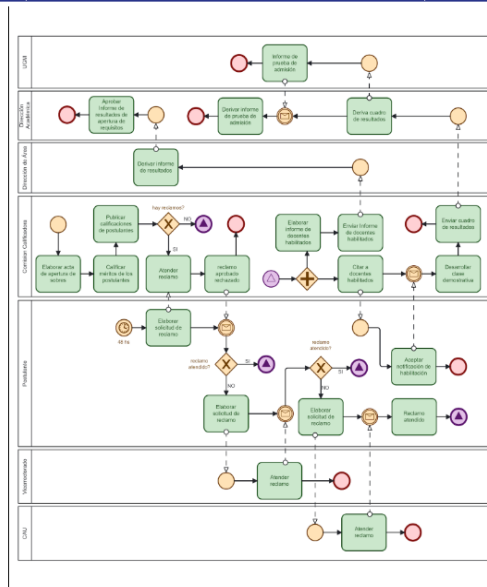 UGM
Informe de
prueba de
admisión
Dirección
Académica
Aprobar
informe de
resultados de
apertura de
requisitos
Derivar informe
de prueba de
admisión
Deriva cuadro
de resultados
Dirección de Area
Derivar informe
de resultados
Comision Calificadora
hay reclamos?
NO
SI
Publicar
calificaciones
de postulantes
Elaborar acta
de apertura de
sobres
Calificar
méritos de los
postulantes
Atender
reclamo
reclamo
aprobado
rechazado
Elaborar
informe de
docentes
habilitados
Enviar informe
de docentes
habilitados
Citar a
docentes
habilitados
Enviar cuadro
de resultados
Desarrollar
clase
demostrativa
Postulante
48 hs
Elaborar
solicitud de
reclamo
reclamo
atendido?
SI
NO
Elaborar
solicitud de
reclamo
reclamo
atendido?
SI
NO
Elaborar
solicitud de
reclamo
Aceptar
notificación de
habilitación
Reclamo
atendido
Vicerrectorado
Atender
reclamo
CAU
Atender
reclamo